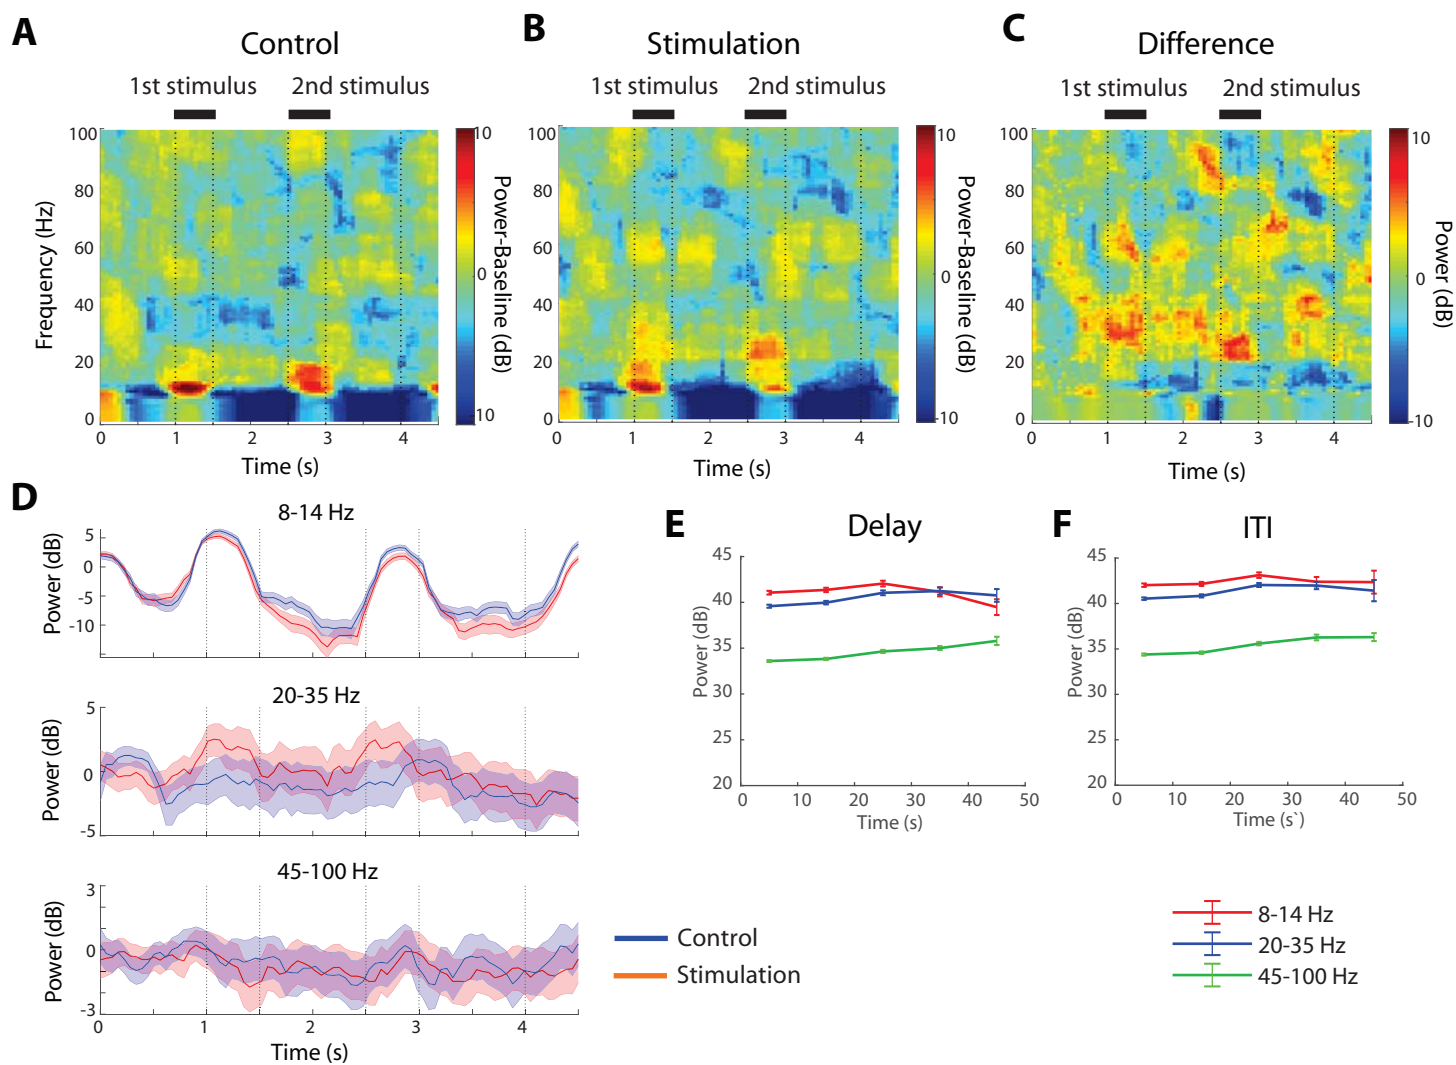 A
Control
1st stimulus 2nd stimulus
100
80
60
40
20
0
Frequency (Hz)
0 1 2 3 4
Time (s)
10
0
-10
Power-Baseline (dB)
B
Stimulation
1st stimulus 2nd stimulus
100
80
60
40
20
0
0 1 2 3 4
Time (s)
10
0
-10
Power-Baseline (dB)
C
Difference
1st stimulus 2nd stimulus
100
80
60
40
20
0
0 1 2 3 4
Time (s)
10
0
-10
Power (dB)
D
8-14 Hz
5
0
-5
-10
Power (dB)
20-35 Hz
5
0
-5
Power (dB)
45-100 Hz
3
0
-3
Power (dB)
0 1 2 3 4
Time (s)
Control
Stimulation
E
Delay
45
40
35
30
25
20
Power (dB)
0 10 20 30 40 50
Time (s)
F
ITI
45
40
35
30
25
20
Power (dB)
0 10 20 30 40 50
Time (s`)
8-14 Hz
20-35 Hz
45-100 Hz